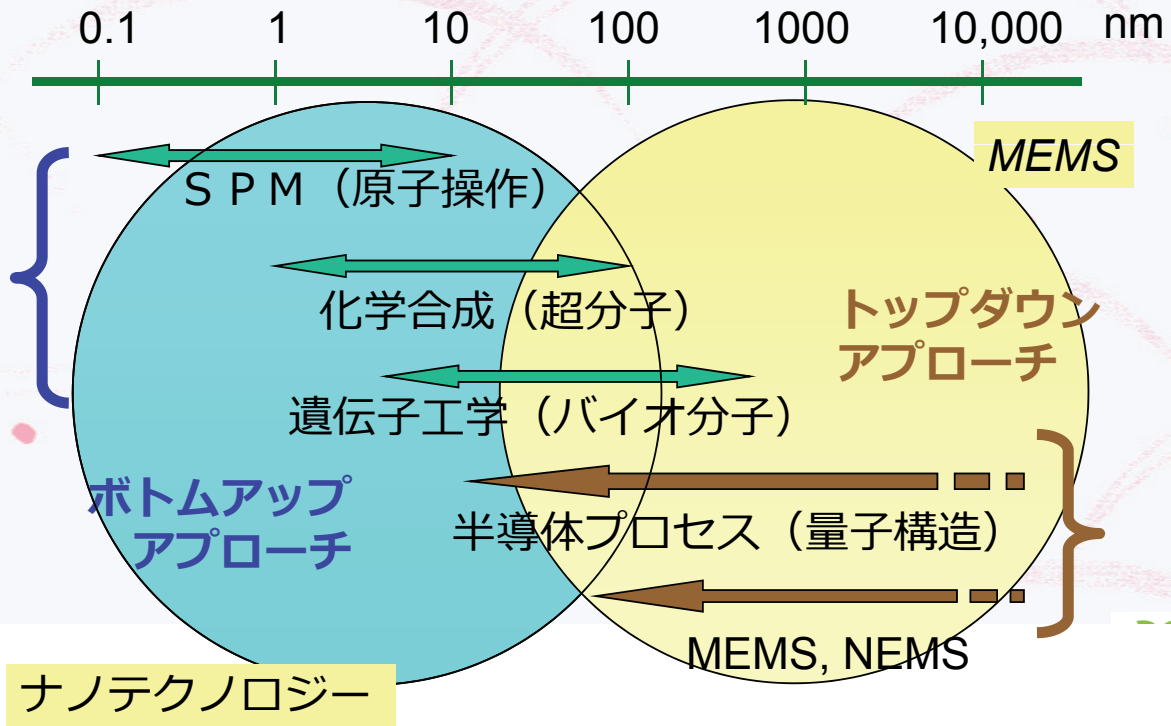 0.1 1 10 100 1000 10,000 nm
MEMS
ＳＰＭ（原子操作）
化学合成（超分子）
トップダウン
アプローチ
遺伝子工学（バイオ分子）
ボトムアップ
アプローチ
半導体プロセス（量子構造）
MEMS, NEMS
ナノテクノロジー